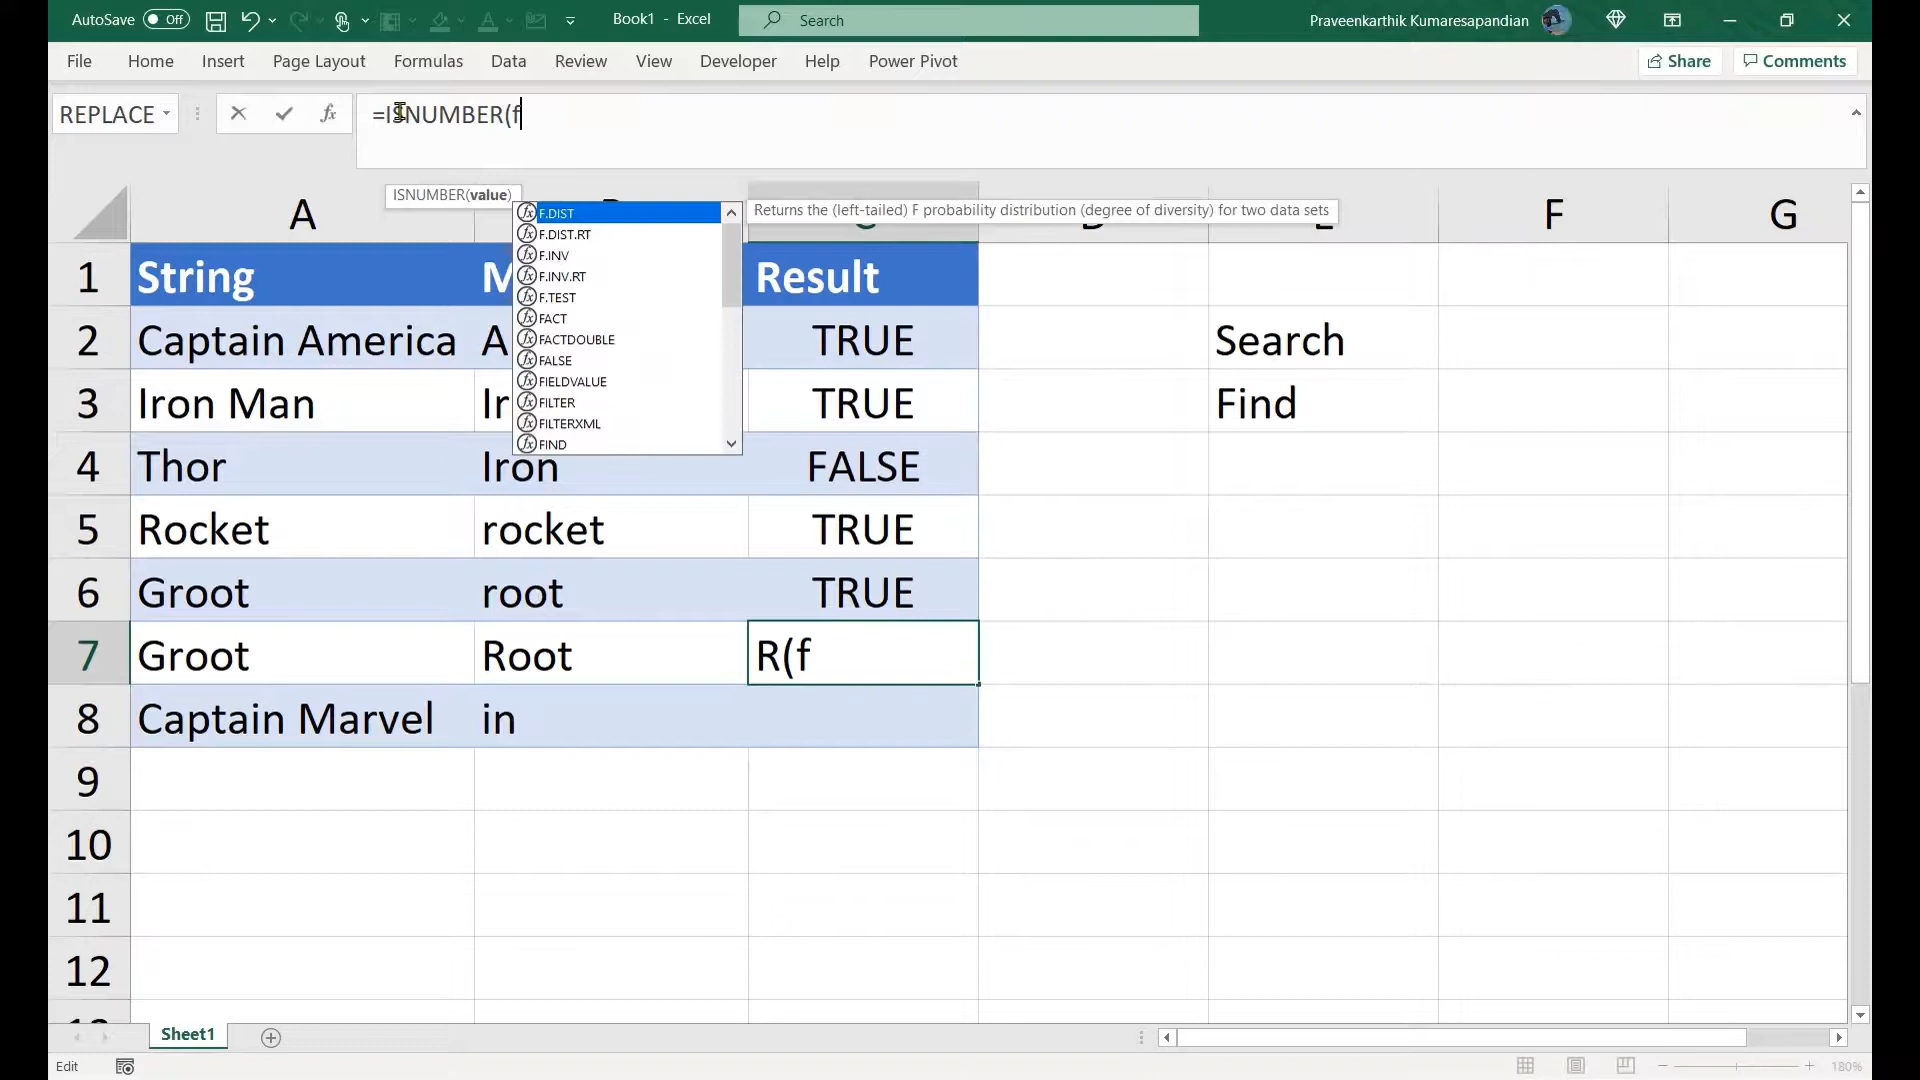 AutoSave Off Book1 - Excel Search Praveenkarthik Kumaresapandian
File Home Insert Page Layout Formulas Data Review View Developer Help Power Pivot Share Comments
REPLACE fx =ISNUMBER(f
ISNUMBER(value)
F.DIST
F.DIST.RT
F.INV
F.INV.RT
F.TEST
FACT
FACTDOUBLE
FALSE
FIELDVALUE
FILTER
FILTERXML
FIND
Returns the (left-tailed) F probability distribution (degree of diversity) for two data sets
A F G
1 String M Result
2 Captain America A TRUE Search
3 Iron Man Ir TRUE Find
4 Thor Iron FALSE
5 Rocket rocket TRUE
6 Groot root TRUE
7 Groot Root R(f
8 Captain Marvel in
9
10
11
12
Sheet1
Edit 180%